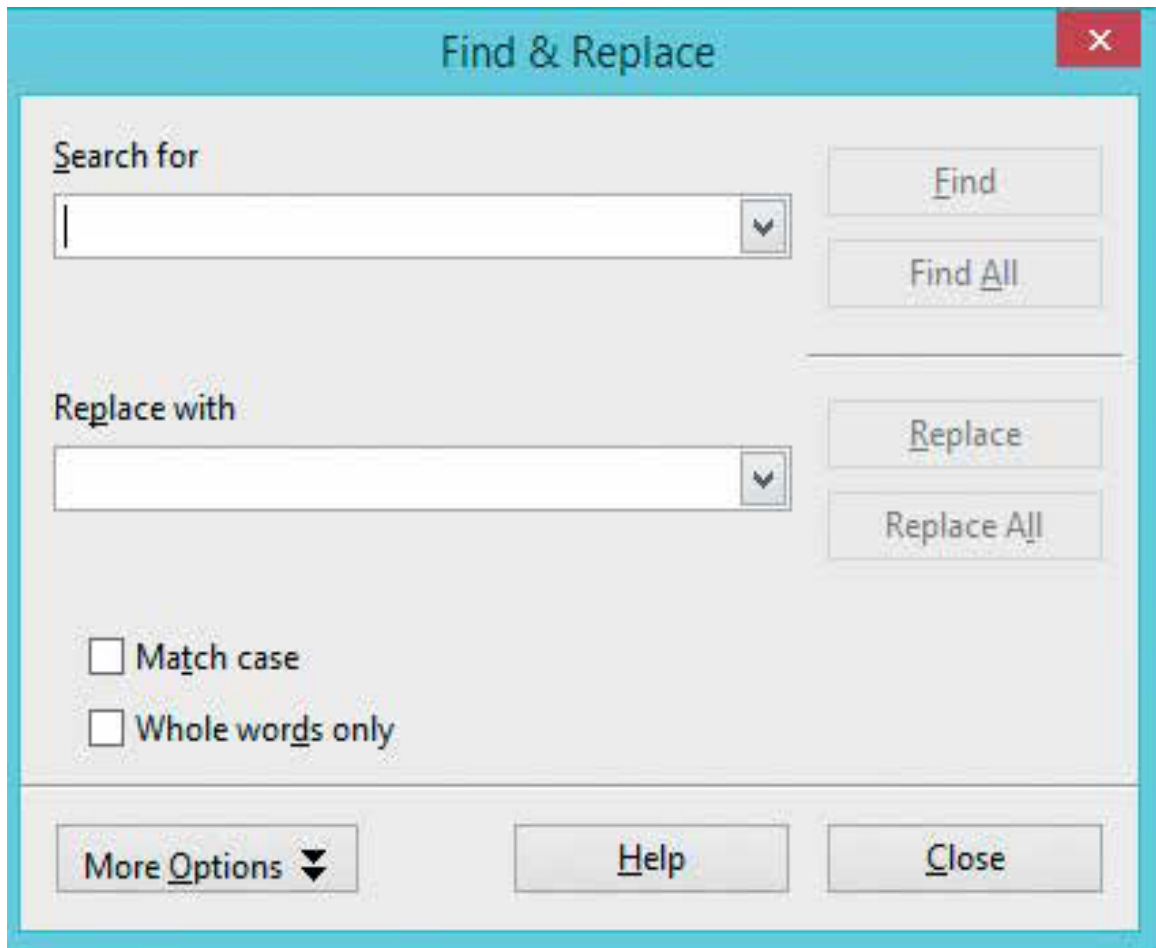 Find & Replace
Search for
Find
Find All
Replace with
Replace
Replace All
Match case
Whole words only
More Options
Help
Close